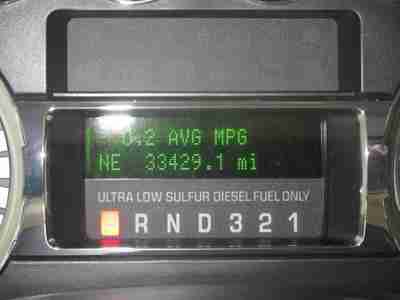 0.2 AVG MPG
NE 33429.1 mi
ULTRA LOW SULFUR DIESEL FUEL ONLY
R N D 3 2 1